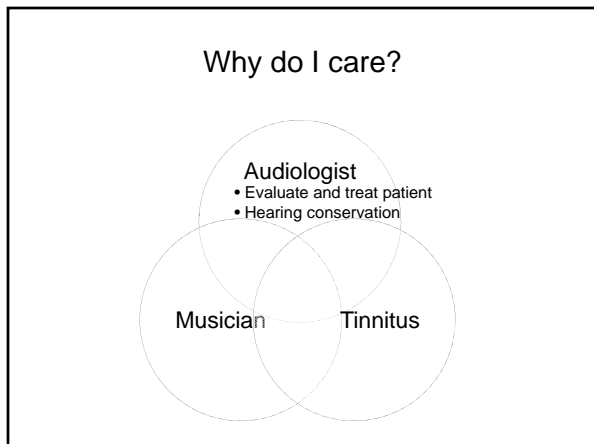 Why do I care?
Audiologist
• Evaluate and treat patient
• Hearing conservation
Musician Tinnitus